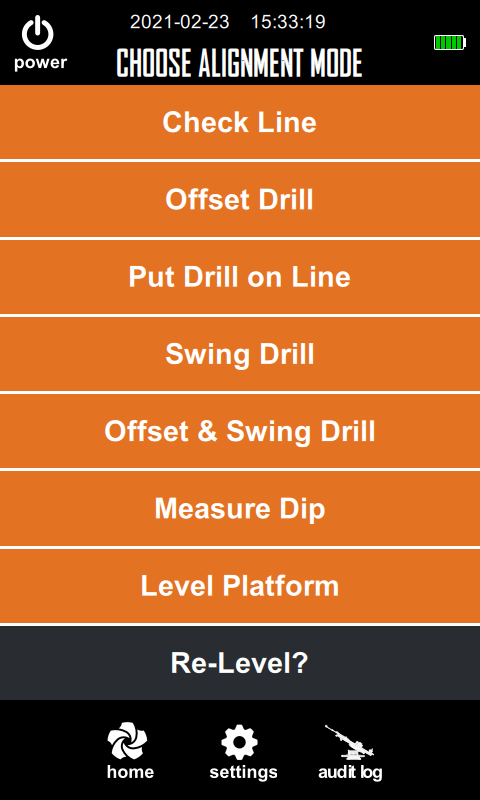 2021-02-23 15:33:19
power
CHOOSE ALIGNMENT MODE
Check Line
Offset Drill
Put Drill on Line
Swing Drill
Offset & Swing Drill
Measure Dip
Level Platform
Re-Level?
home settings audit log